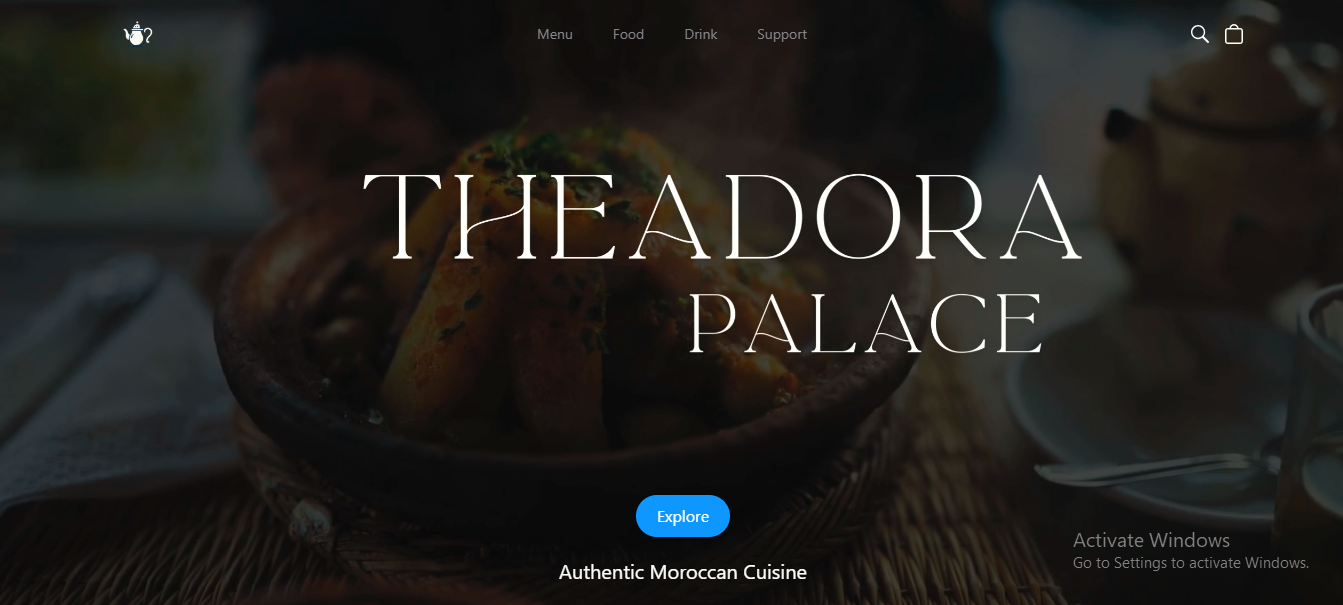 Menu Food Drink Support
THEADORA
PALACE
Explore
Authentic Moroccan Cuisine
Activate Windows
Go to Settings to activate Windows.